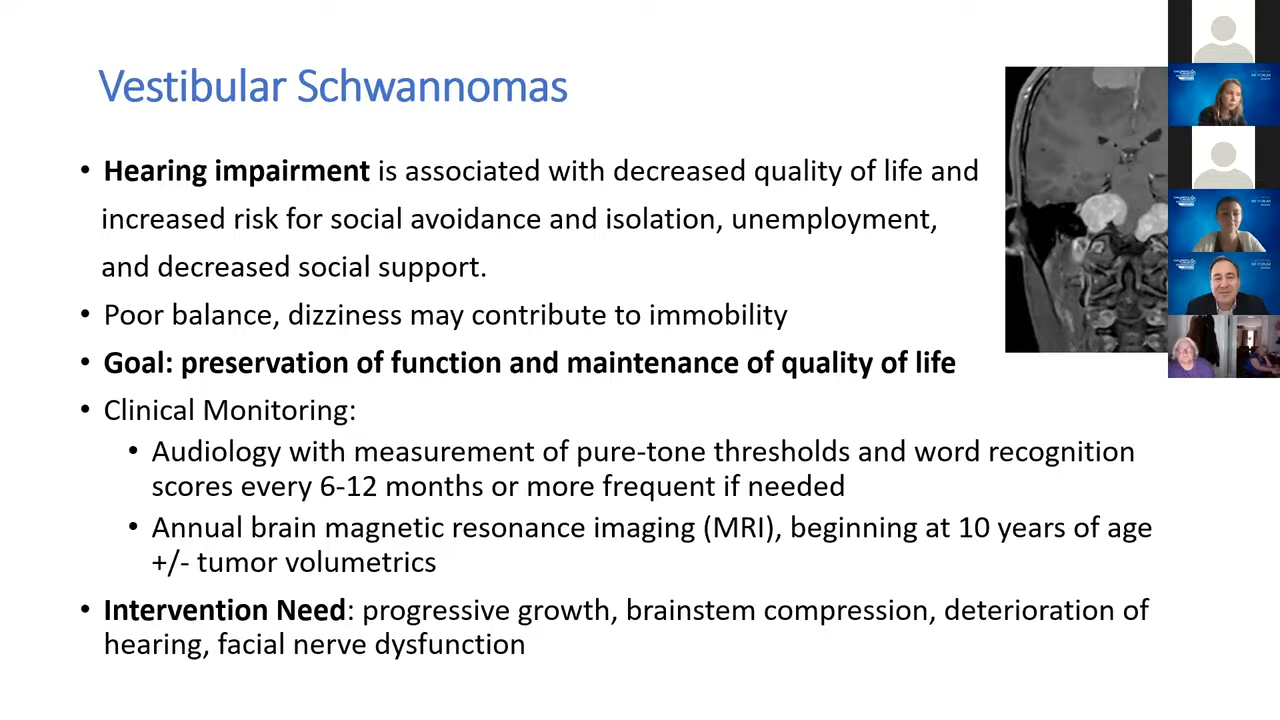 Vestibular Schwannomas
• Hearing impairment is associated with decreased quality of life and
increased risk for social avoidance and isolation, unemployment,
and decreased social support.
• Poor balance, dizziness may contribute to immobility
• Goal: preservation of function and maintenance of quality of life
• Clinical Monitoring:
• Audiology with measurement of pure-tone thresholds and word recognition
scores every 6-12 months or more frequent if needed
• Annual brain magnetic resonance imaging (MRI), beginning at 10 years of age
+/- tumor volumetrics
• Intervention Need: progressive growth, brainstem compression, deterioration of
hearing, facial nerve dysfunction